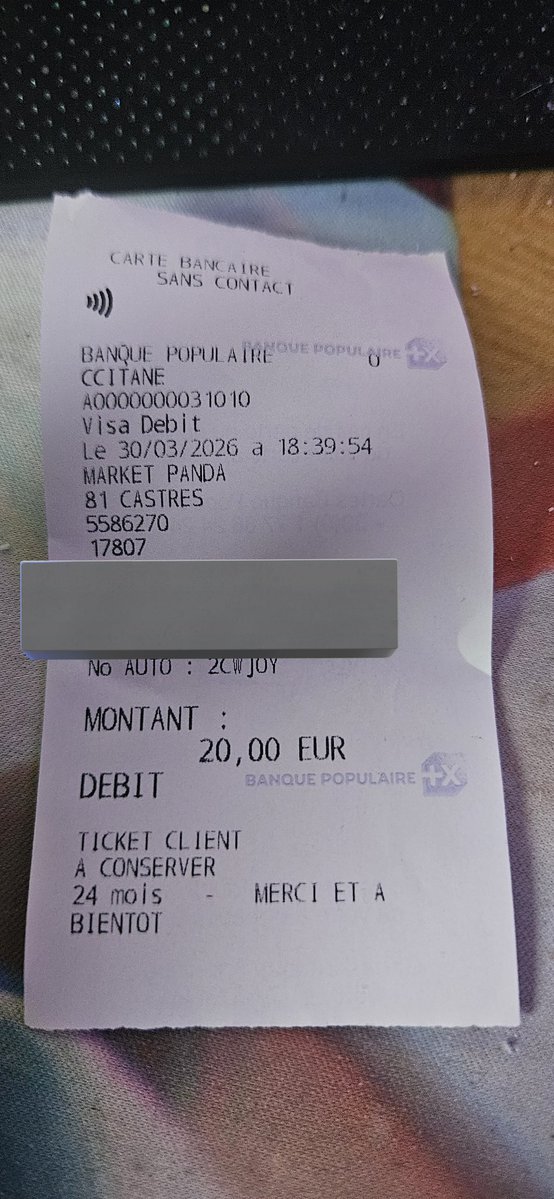 CARTE BANCAIRE
SANS CONTACT
BANQUE POPULAIRE +X
BANQUE POPULAIRE 0
CCITANE
A0000000031010
Visa Debit
Le 30/03/2026 a 18:39:54
MARKET PANDA
81 CASTRES
5586270
17807
No AUTO : 2CWJOY
MONTANT :
20,00 EUR
DEBIT
BANQUE POPULAIRE +X
TICKET CLIENT
A CONSERVER
24 mois - MERCI ET A
BIENTOT